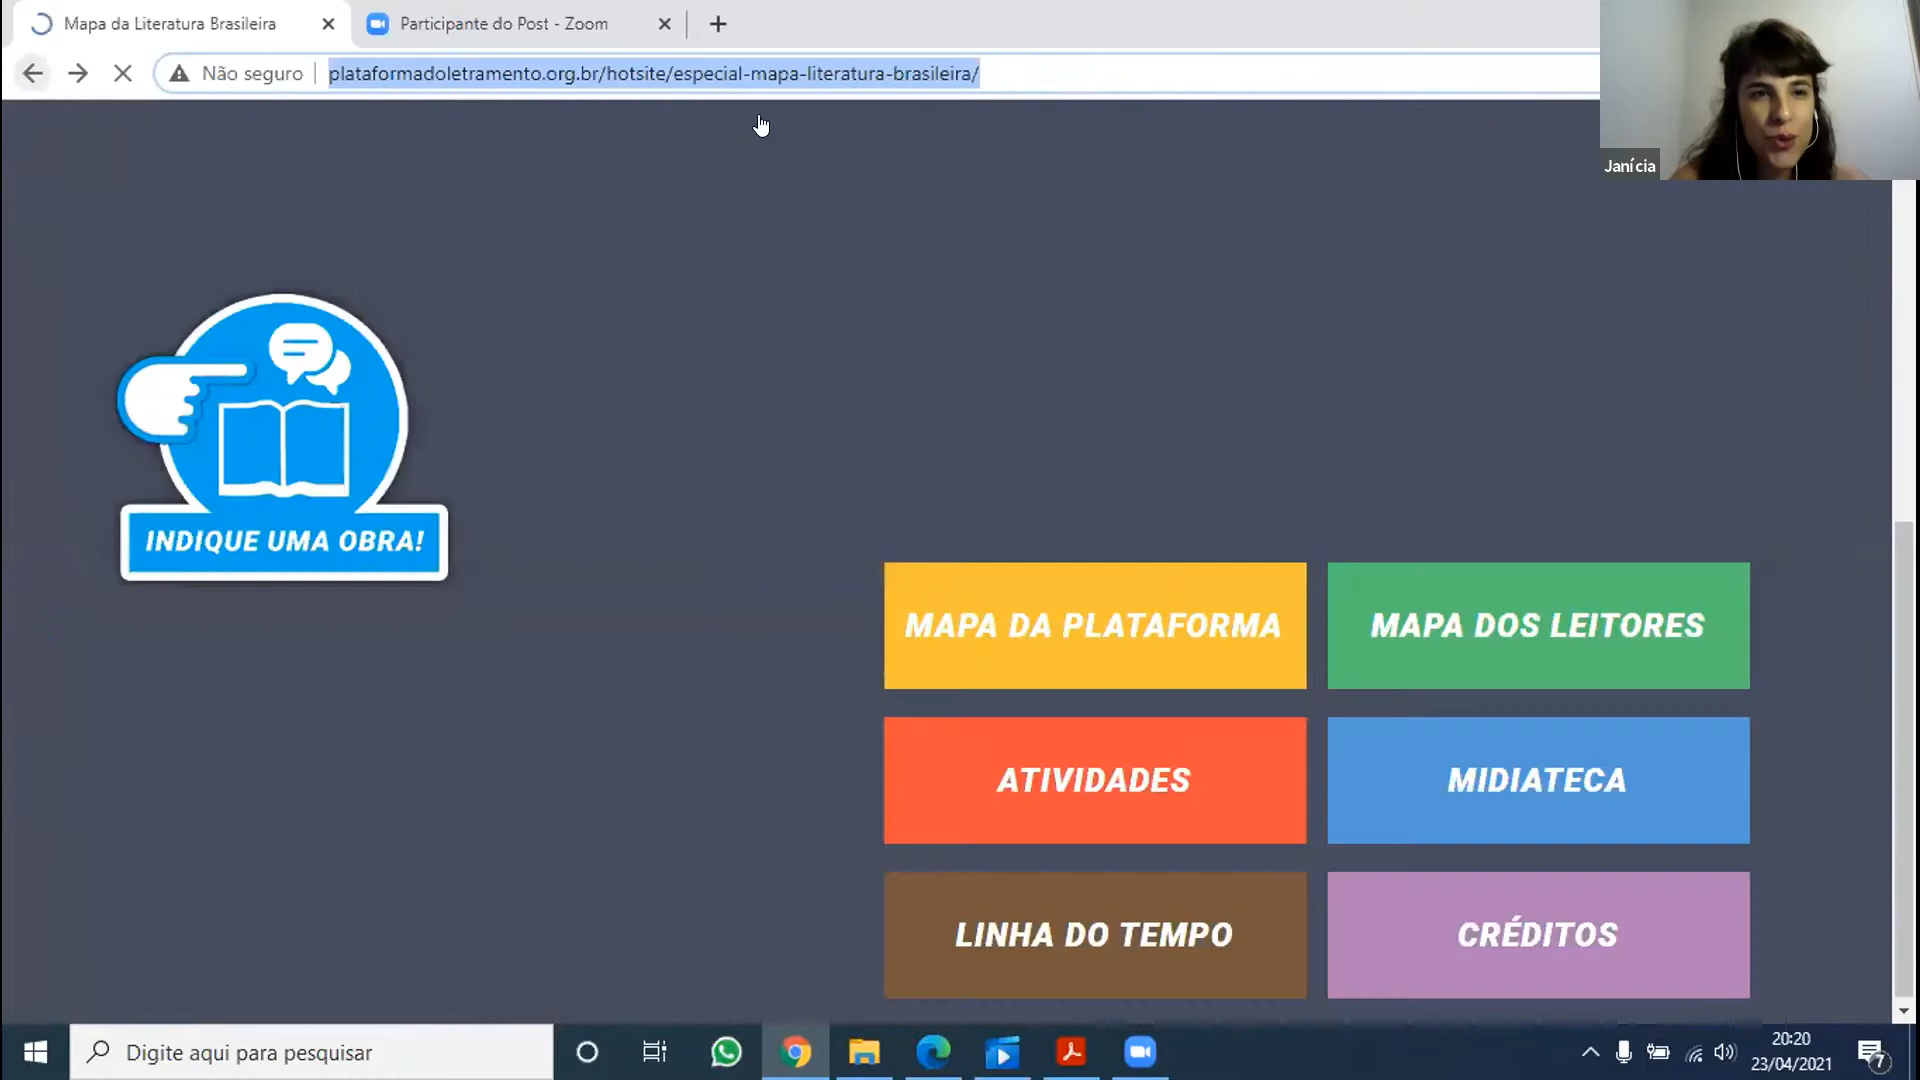 Mapa da Literatura Brasileira
Participante do Post - Zoom
Não seguro
plataformadoletramento.org.br/hotsite/especial-mapa-literatura-brasileira/
Janícia
INDIQUE UMA OBRA!
MAPA DA PLATAFORMA
MAPA DOS LEITORES
ATIVIDADES
MIDIATECA
LINHA DO TEMPO
CRÉDITOS
Digite aqui para pesquisar
20:20
23/04/2021
7